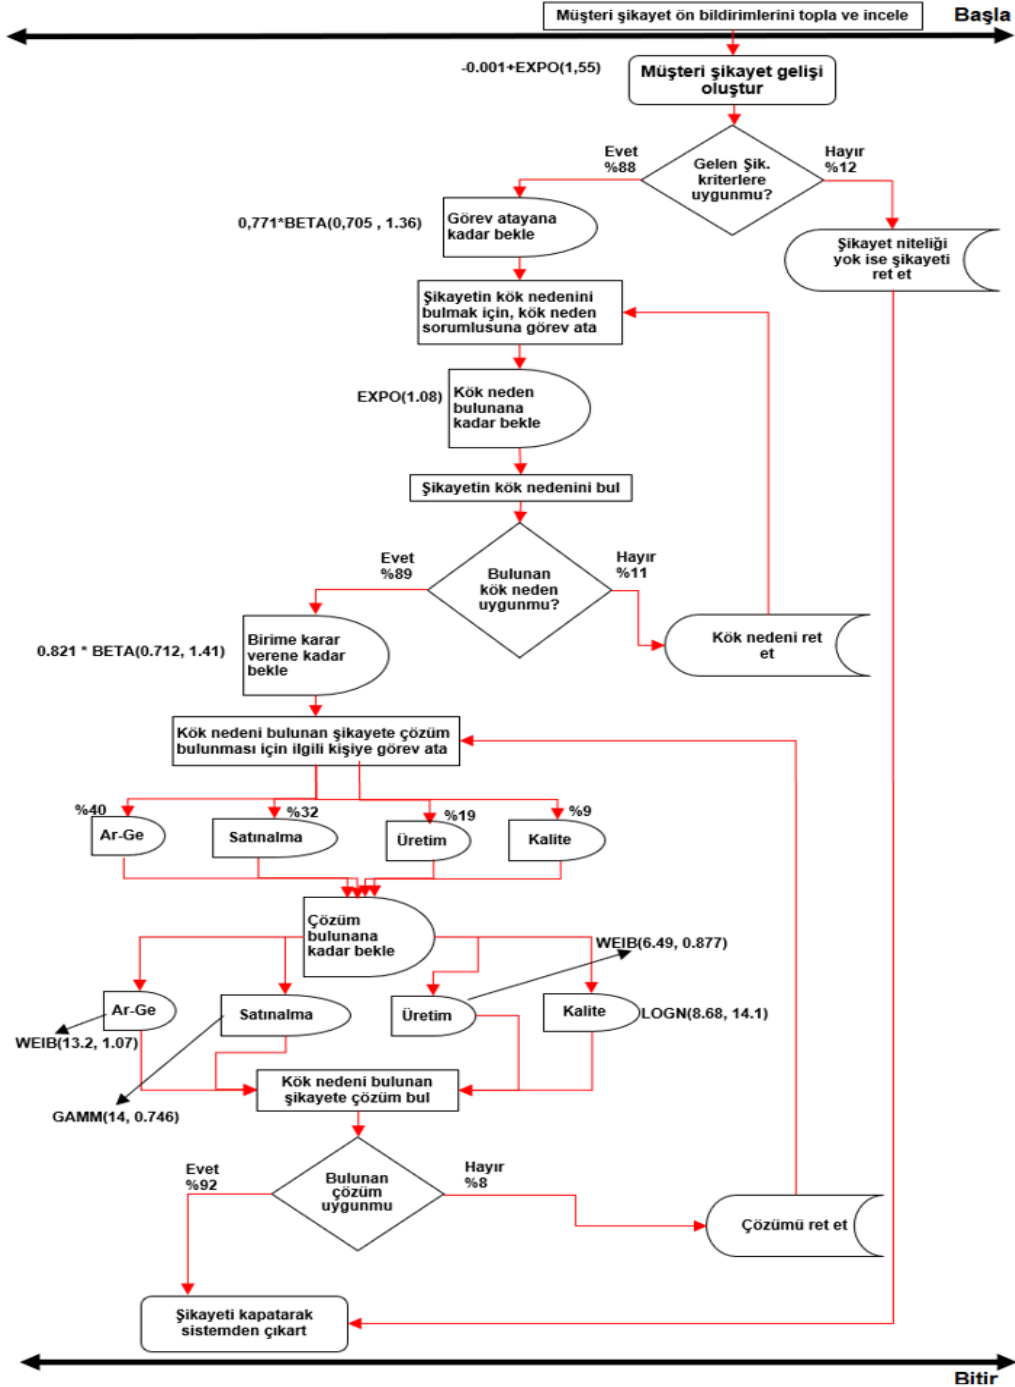 Müşteri şikayet ön bildirimlerini topla ve incele
Başla
-0.001+EXPO(1,55)
Müşteri şikayet gelişi
oluştur
Evet
%88
Gelen Şik.
kriterlere
uygunmu?
Hayır
%12
0,771*BETA(0,705 , 1.36)
Görev atayana
kadar bekle
Şikayet niteliği
yok ise şikayeti
ret et
Şikayetin kök nedenini
bulmak için, kök neden
sorumlusuna görev ata
EXPO(1.08)
Kök neden
bulunana
kadar bekle
Şikayetin kök nedenini bul
Evet
%89
Bulunan
kök neden
uygunmu?
Hayır
%11
0.821 * BETA(0.712, 1.41)
Birime karar
verene kadar
bekle
Kök nedeni ret
et
Kök nedeni bulunan şikayete çözüm
bulunması için ilgili kişiye görev ata
%40
Ar-Ge
%32
Satınalma
%19
Üretim
%9
Kalite
Çözüm
bulunana
kadar bekle
WEIB(6.49, 0.877)
Ar-Ge
Satınalma
Üretim
Kalite
LOGN(8.68, 14.1)
WEIB(13.2, 1.07)
GAMM(14, 0.746)
Kök nedeni bulunan
şikayete çözüm bul
Evet
%92
Bulunan
çözüm
uygunmu
Hayır
%8
Çözümü ret et
Şikayeti kapatarak
sistemden çıkart
Bitir